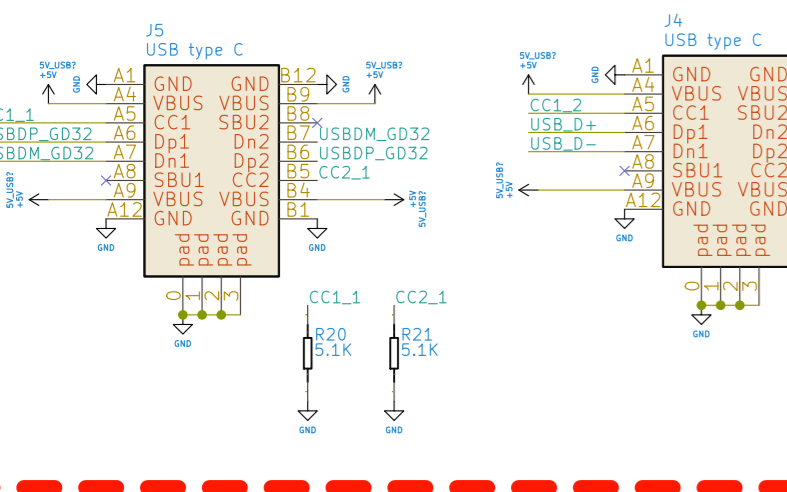 J5
USB type C
5V_USB?
+5V
GND
A1
A4
A5
A6
A7
A8
A9
A12
C1_1
SBDP_GD32
SBDM_GD32
5V_USB?
+5V
GND
GND GND
VBUS VBUS
CC1 SBU2
Dp1 Dn2
Dn1 Dp2
SBU1 CC2
VBUS VBUS
GND GND
pad pad pad pad
0 1 2 3
GND
B12
B9
B8
B7
B6
B5
B4
B1
GND
5V_USB?
+5V
USBDM_GD32
USBDP_GD32
CC2_1
+5V
5V_USB?
GND
CC1_1
R20
5.1K
GND
CC2_1
R21
5.1K
GND
J4
USB type C
5V_USB?
+5V
GND
A1
A4
A5
A6
A7
A8
A9
A12
CC1_2
USB_D+
USB_D-
5V_USB?
+5V
GND
GND GND
VBUS VBUS
CC1 SBU2
Dp1 Dn2
Dn1 Dp2
SBU1 CC2
VBUS VBUS
GND GND
pad pad pad pad
0 1 2 3
GND